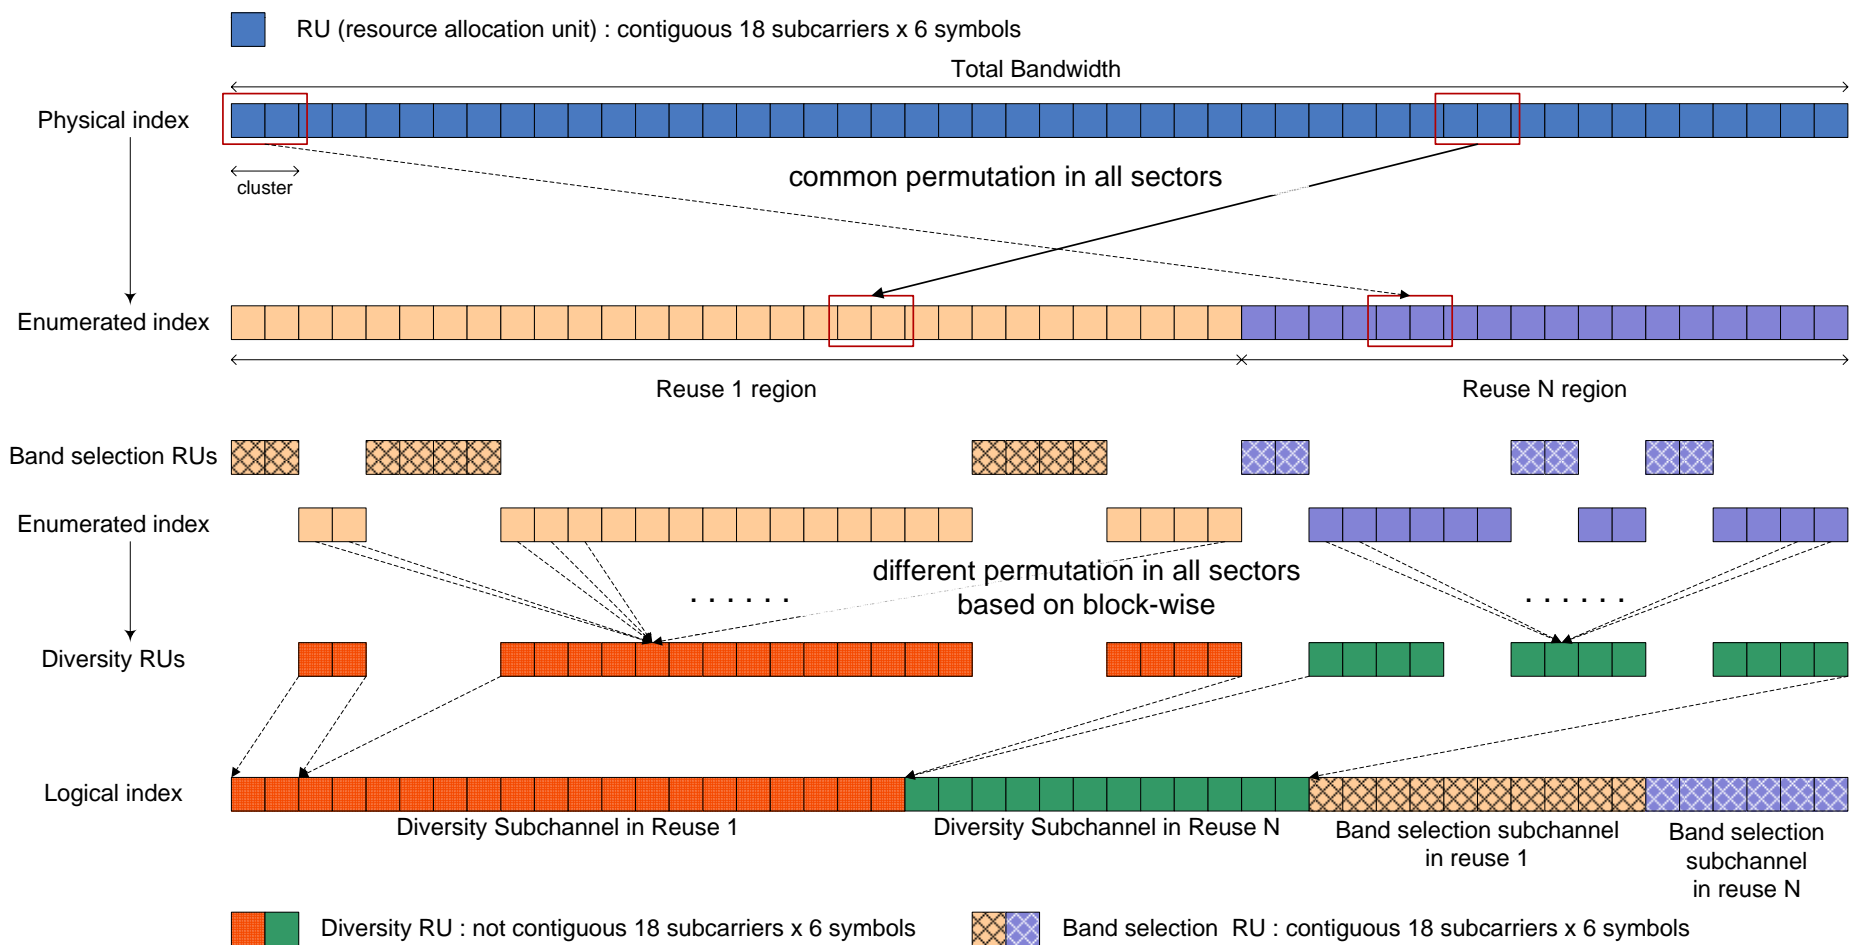 RU (resource allocation unit) : contiguous 18 subcarriers x 6 symbols
Total Bandwidth
Physical index
cluster
common permutation in all sectors
Enumerated index
Reuse 1 region
Reuse N region
Band selection RUs
Enumerated index
different permutation in all sectors
based on block-wise
. . . . . .
. . . . . .
Diversity RUs
Logical index
Diversity Subchannel in Reuse 1
Diversity Subchannel in Reuse N
Band selection subchannel
in reuse 1
Band selection
subchannel
in reuse N
Diversity RU : not contiguous 18 subcarriers x 6 symbols
Band selection RU : contiguous 18 subcarriers x 6 symbols